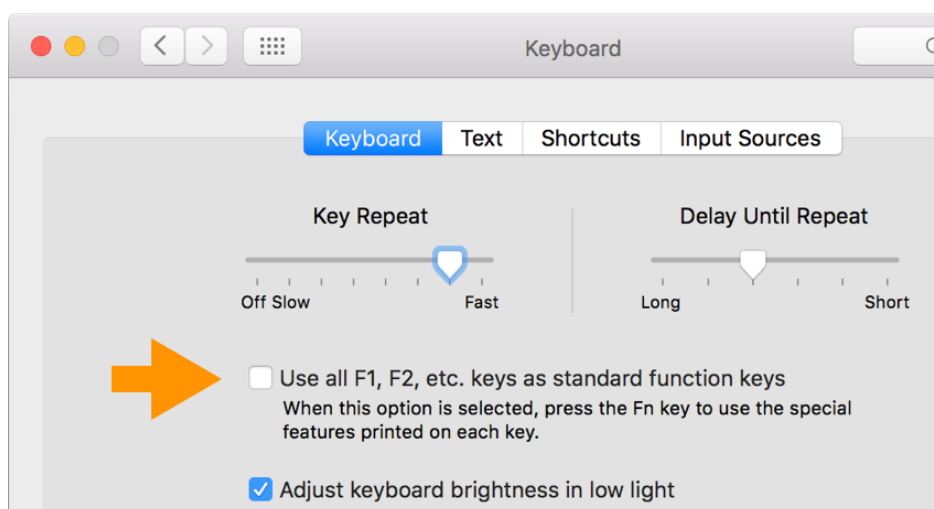 Keyboard
Keyboard Text Shortcuts Input Sources
Key Repeat
Delay Until Repeat
Off Slow Fast
Long Short
Use all F1, F2, etc. keys as standard function keys
When this option is selected, press the Fn key to use the special
features printed on each key.
Adjust keyboard brightness in low light